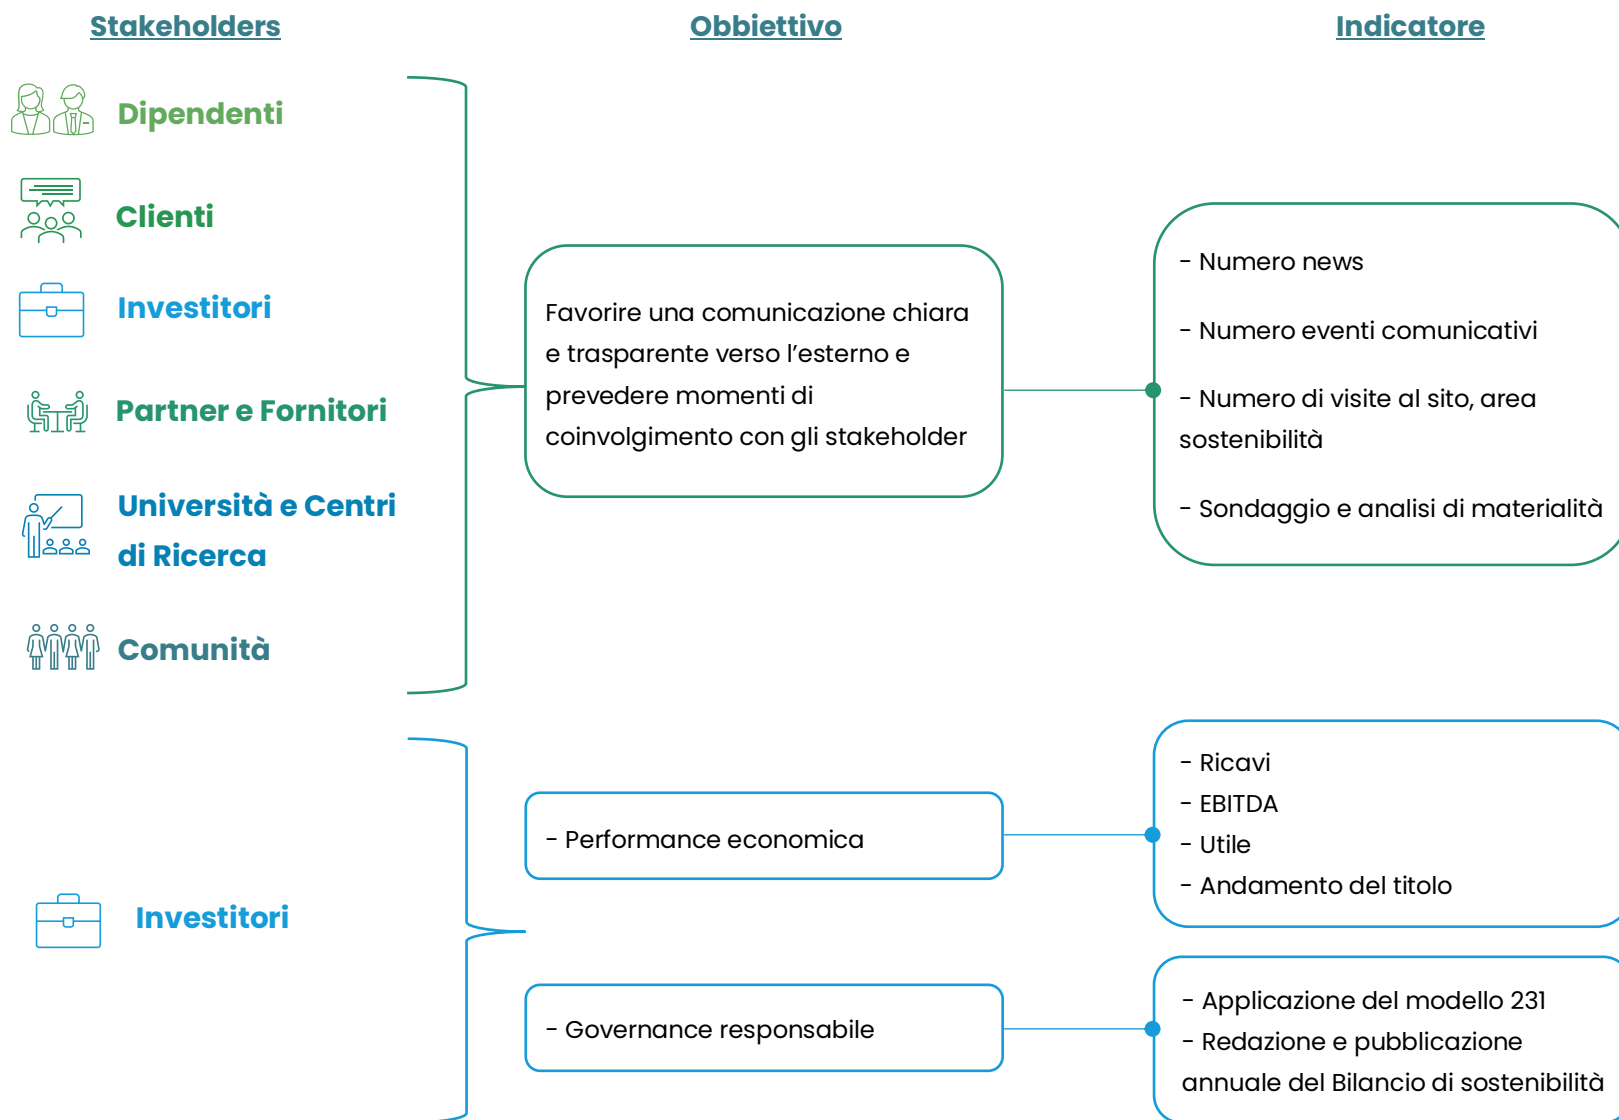 Stakeholders
Obbiettivo
Indicatore
Dipendenti
Clienti
Investitori
Partner e Fornitori
Università e Centri
di Ricerca
Comunità
Favorire una comunicazione chiara
e trasparente verso l’esterno e
prevedere momenti di
coinvolgimento con gli stakeholder
- Numero news
- Numero eventi comunicativi
- Numero di visite al sito, area
sostenibilità
- Sondaggio e analisi di materialità
Investitori
- Performance economica
- Ricavi
- EBITDA
- Utile
- Andamento del titolo
- Governance responsabile
- Applicazione del modello 231
- Redazione e pubblicazione
annuale del Bilancio di sostenibilità